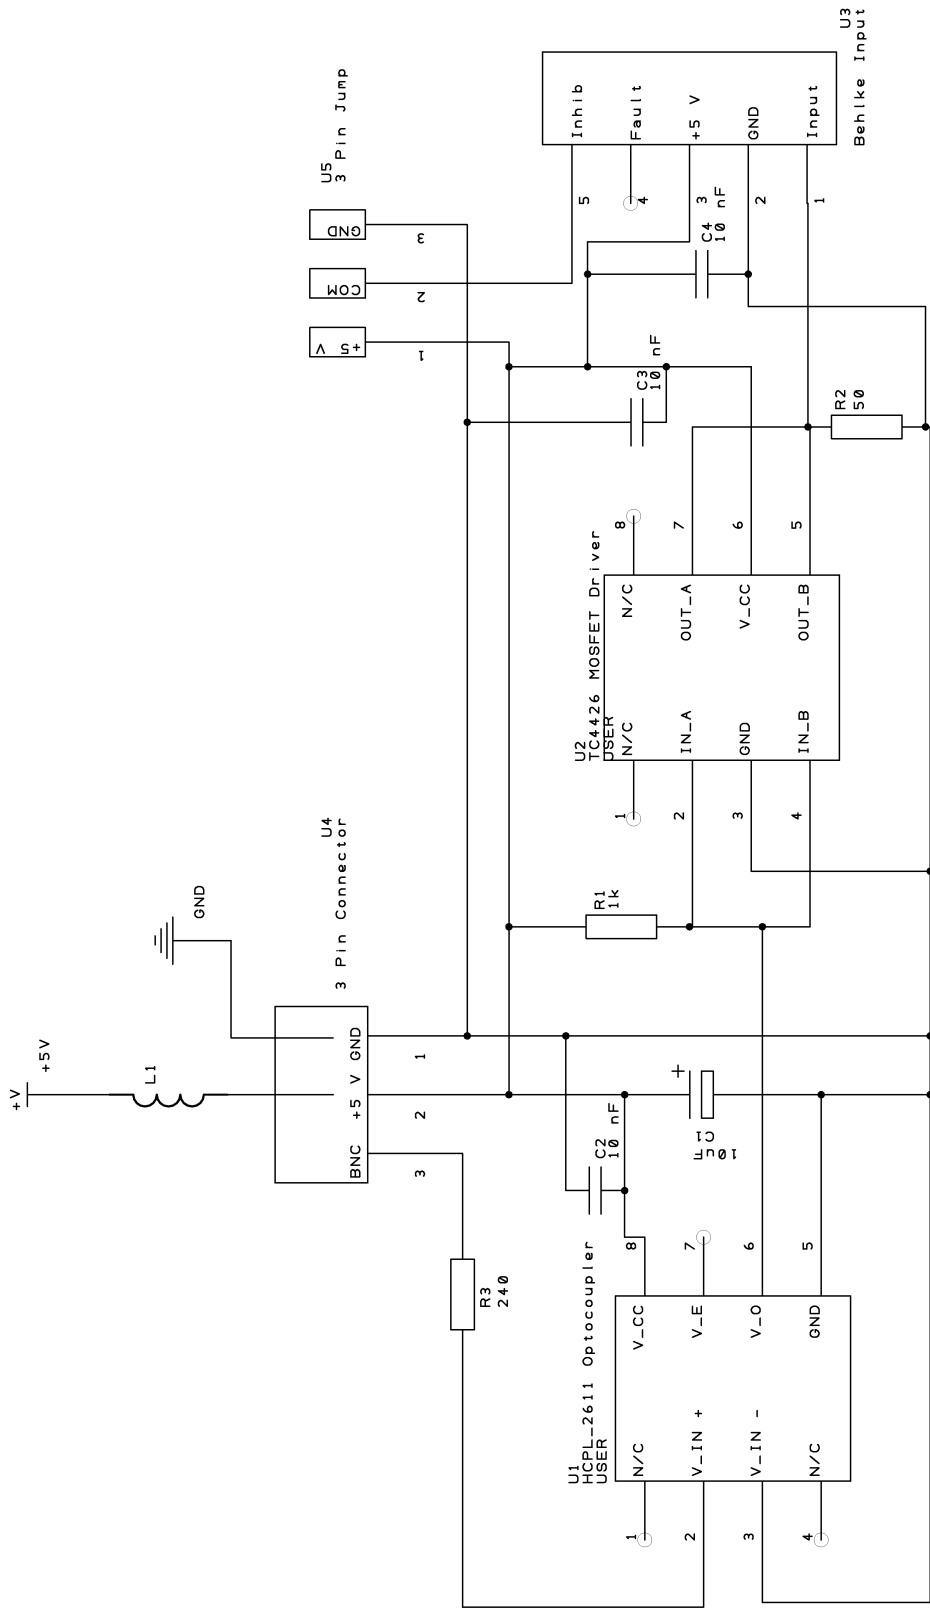 U3
Behlke Input
Inhib
Fault
+5 V
GND
Input
5
4
3
2
1
U5
3 Pin Jump
GND
COM
+5 V
3
2
1
C4
10 nF
C3
10 nF
R2
50
U2
TC4426 MOSFET Driver
USER
N/C
OUT_A
V_CC
OUT_B
8
7
6
5
N/C
IN_A
GND
IN_B
1
2
3
4
R1
1k
U4
3 Pin Connector
GND
+5 V
BNC
1
2
3
GND
+5V
+V
L1
+
C1
10uF
C2
10 nF
R3
240
U1
HCPL_2611 Optocoupler
USER
V_CC
V_E
V_O
GND
8
7
6
5
N/C
V_IN +
V_IN -
N/C
1
2
3
4